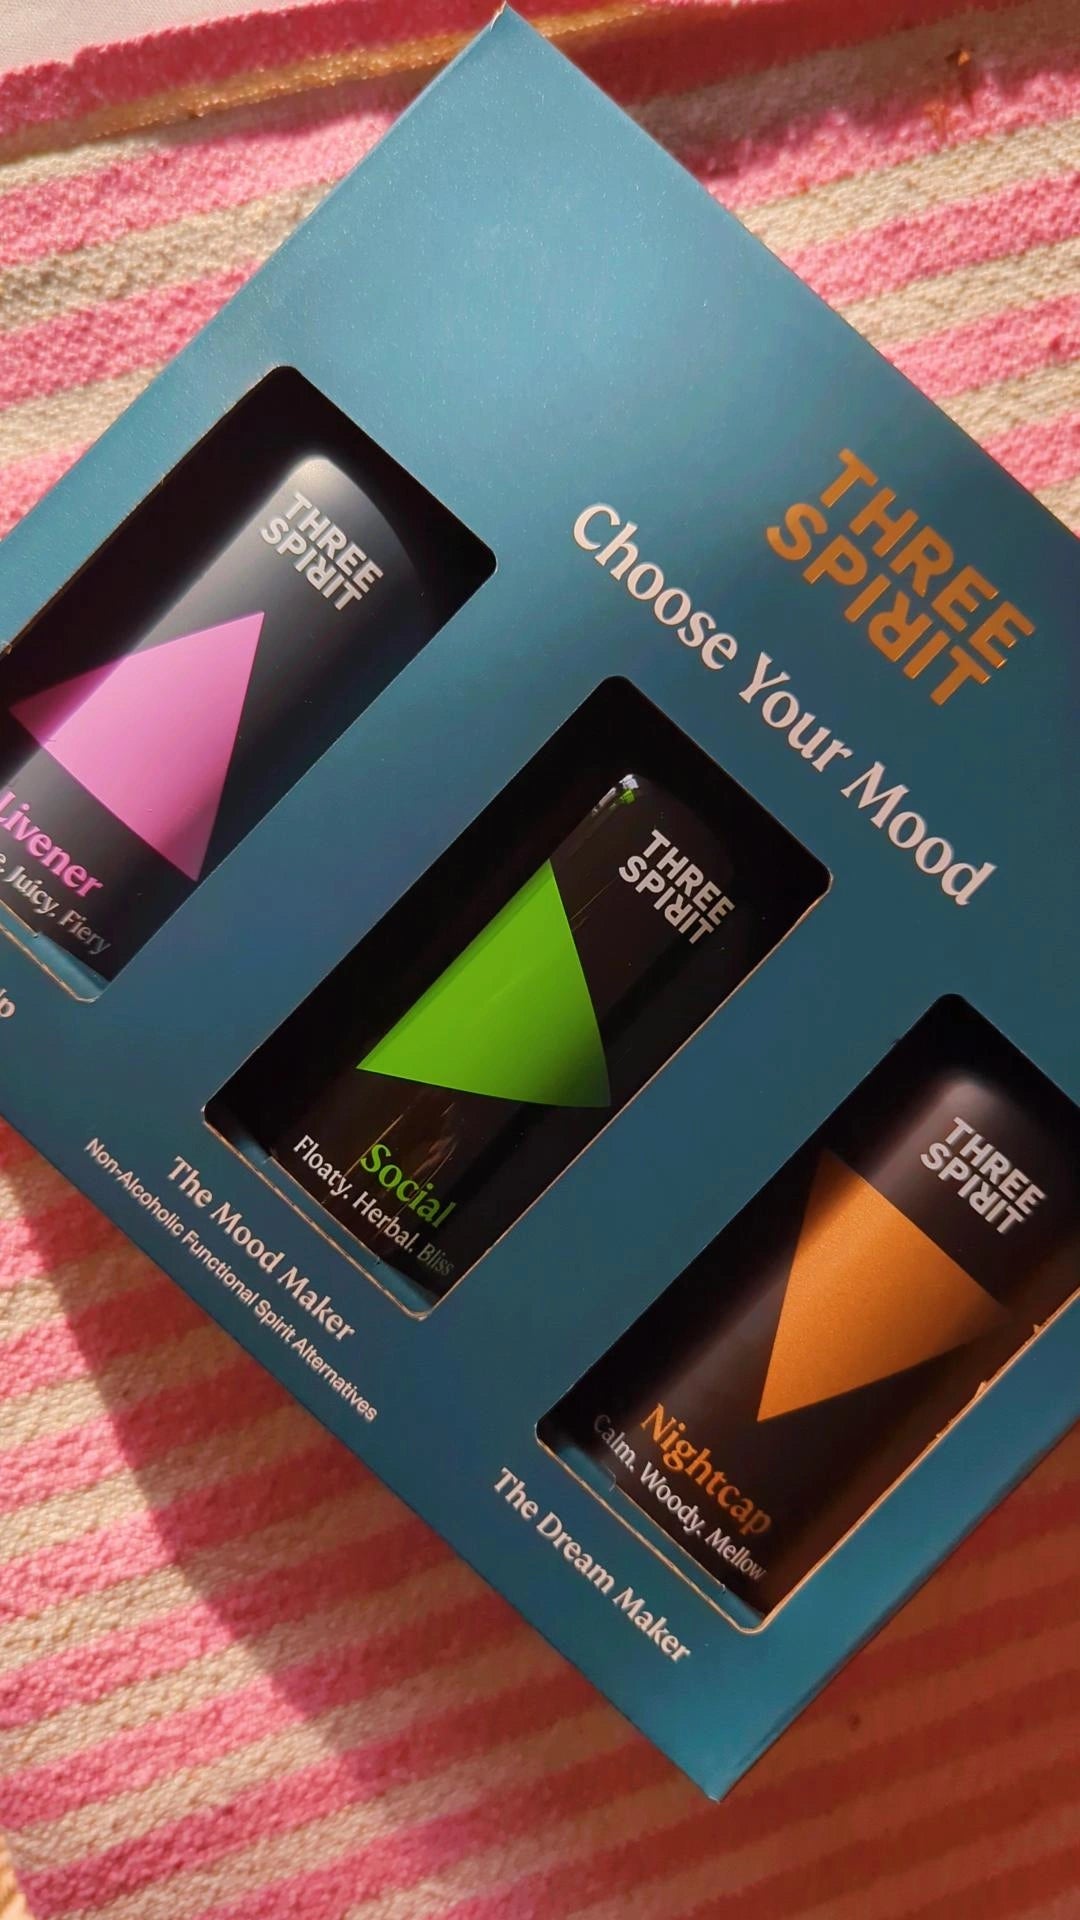 THREE
SPIRIT
Choose Your Mood
THREE
SPIRIT
Livener
Juicy. Fiery
THREE
SPIRIT
Social
Floaty. Herbal. Bliss
The Mood Maker
Non-Alcoholic Functional Spirit Alternatives
THREE
SPIRIT
Nightcap
Calm. Woody. Mellow
The Dream Maker